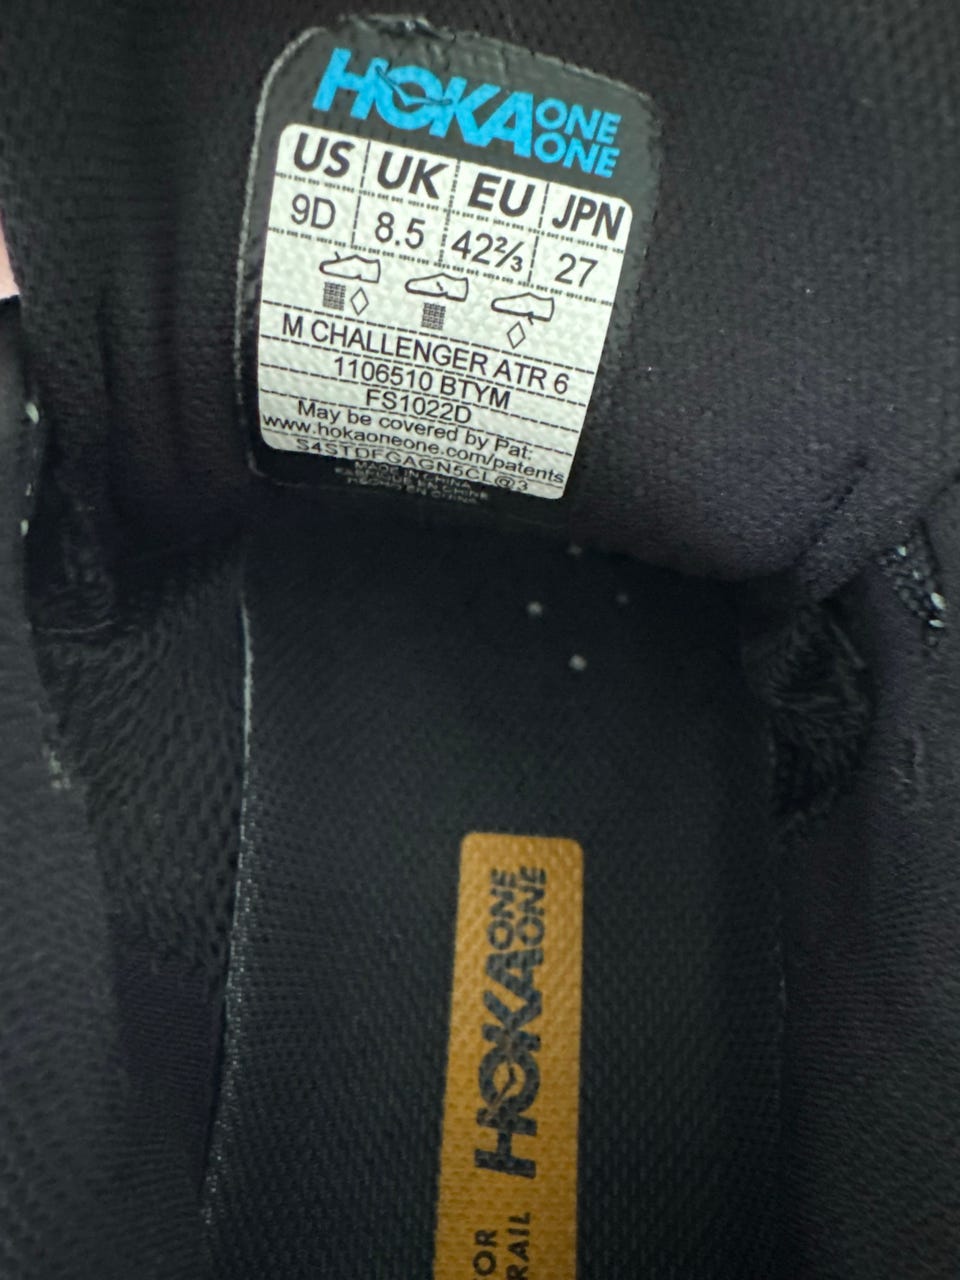 HOKA ONE ONE
US UK EU JPN
9D 8.5 42⅔ 27
M CHALLENGER ATR 6
1106510 BTYM
FS1022D
May be covered by Pat:
www.hokaoneone.com/patents
S4STDFGAGN5CL@3
MADE IN CHINA
HOKA ONE ONE